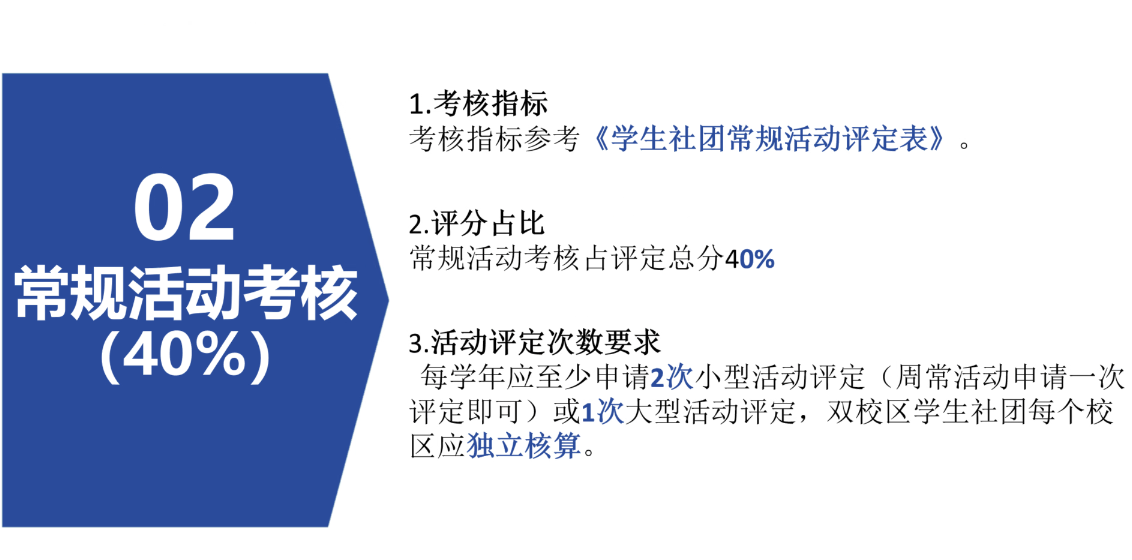 02
常规活动考核
（40%）
1.考核指标
考核指标参考《学生社团常规活动评定表》。
2.评分占比
常规活动考核占评定总分40%
3.活动评定次数要求
每学年应至少申请2次小型活动评定（周常活动申请一次
评定即可）或1次大型活动评定，双校区学生社团每个校
区应独立核算。